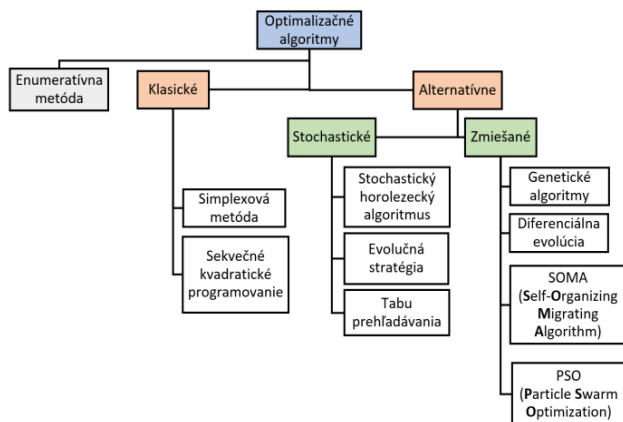 Optimalizačné
algoritmy
Enumeratívna
metóda
Klasické
Alternatívne
Stochastické
Zmiešané
Simplexová
metóda
Sekvečné
kvadratické
programovanie
Stochastický
horolezecký
algoritmus
Evolučná
stratégia
Tabu
prehľadávania
Genetické
algoritmy
Diferenciálna
evolúcia
SOMA
(Self-Organizing
Migrating
Algorithm)
PSO
(Particle Swarm
Optimization)